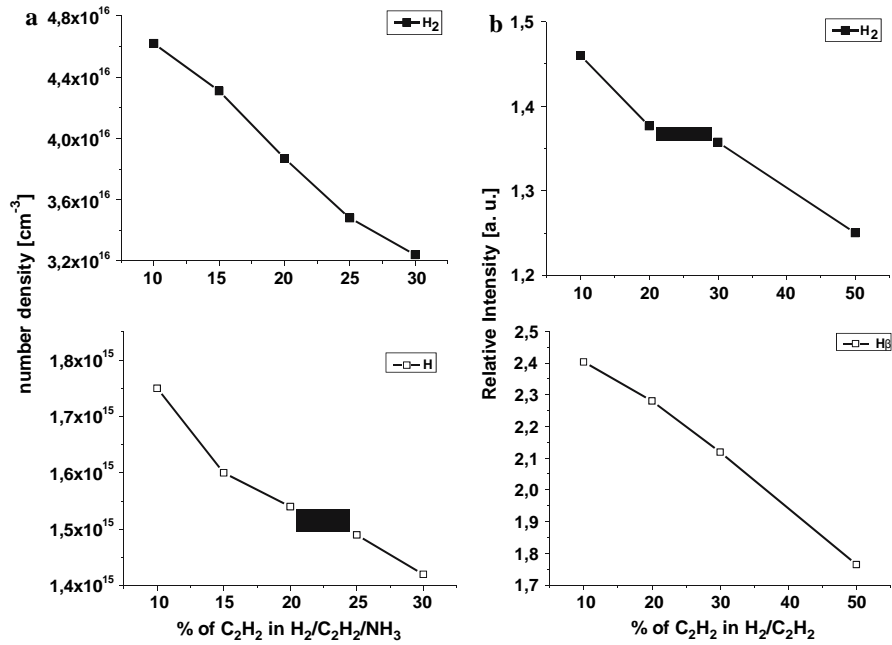 a
number density [cm-3]
4,8x10^16
4,4x10^16
4,0x10^16
3,6x10^16
3,2x10^16
H2
10 15 20 25 30
1,8x10^15
1,7x10^15
1,6x10^15
1,5x10^15
1,4x10^15
H
10 15 20 25 30
% of C2H2 in H2/C2H2/NH3
b
Relative Intensity [a. u.]
1,5
1,4
1,3
1,2
H2
10 20 30 40 50
2,5
2,4
2,3
2,2
2,1
2,0
1,9
1,8
1,7
Hβ
10 20 30 40 50
% of C2H2 in H2/C2H2